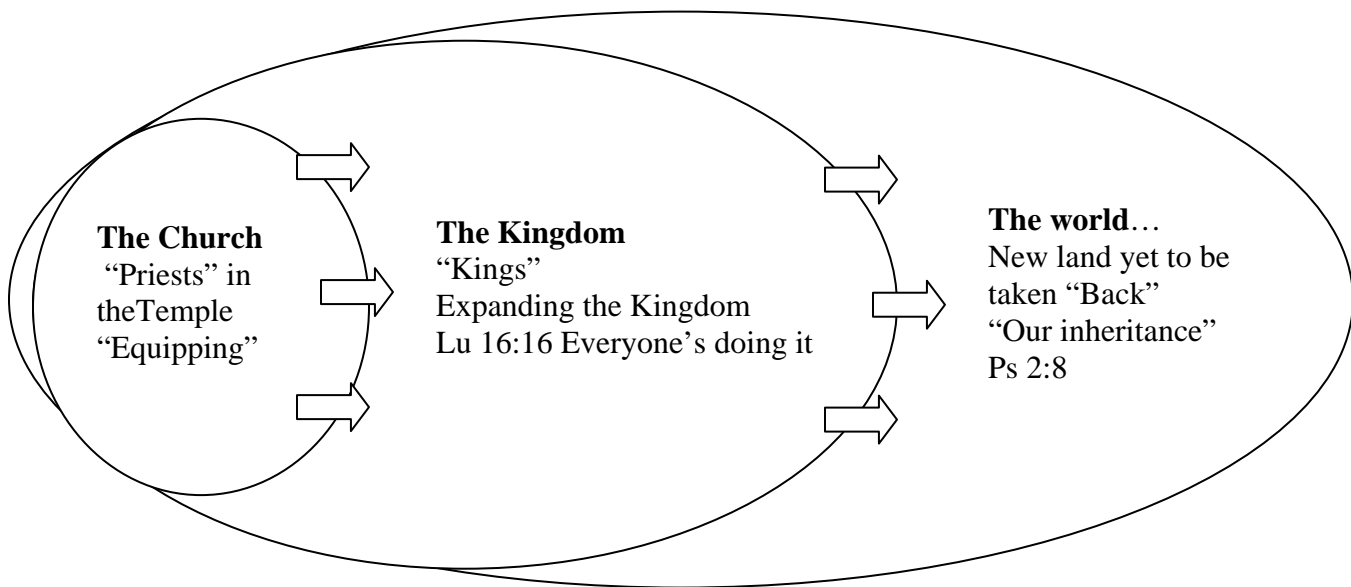 The Church
“Priests” in
theTemple
“Equipping”
The Kingdom
“Kings”
Expanding the Kingdom
Lu 16:16 Everyone’s doing it
The world…
New land yet to be
taken “Back”
“Our inheritance”
Ps 2:8